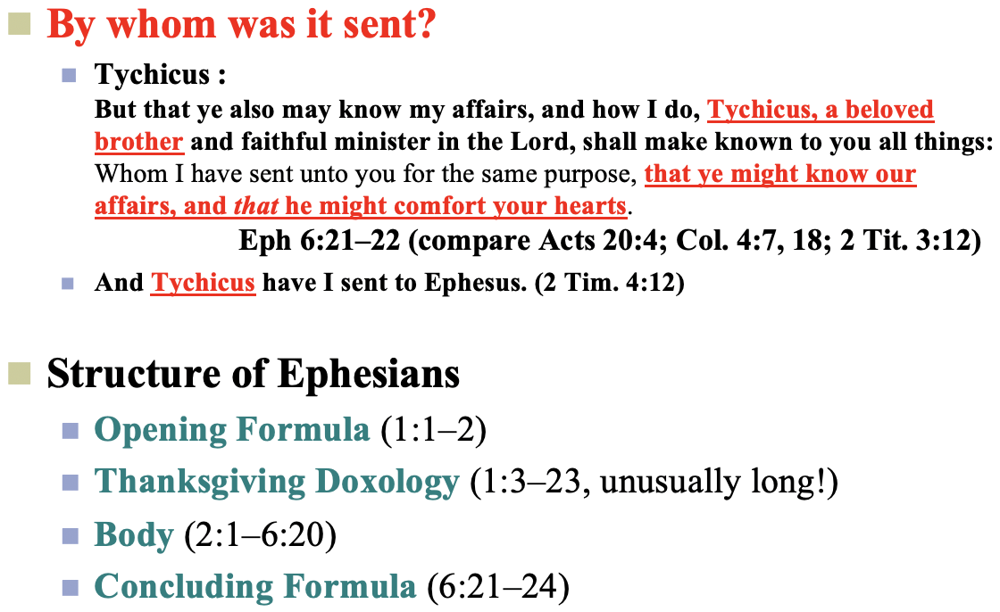 By whom was it sent?
Tychicus :
But that ye also may know my affairs, and how I do, Tychicus, a beloved
brother and faithful minister in the Lord, shall make known to you all things:
Whom I have sent unto you for the same purpose, that ye might know our
affairs, and that he might comfort your hearts.
Eph 6:21–22 (compare Acts 20:4; Col. 4:7, 18; 2 Tit. 3:12)
And Tychicus have I sent to Ephesus. (2 Tim. 4:12)
Structure of Ephesians
Opening Formula (1:1–2)
Thanksgiving Doxology (1:3–23, unusually long!)
Body (2:1–6:20)
Concluding Formula (6:21–24)